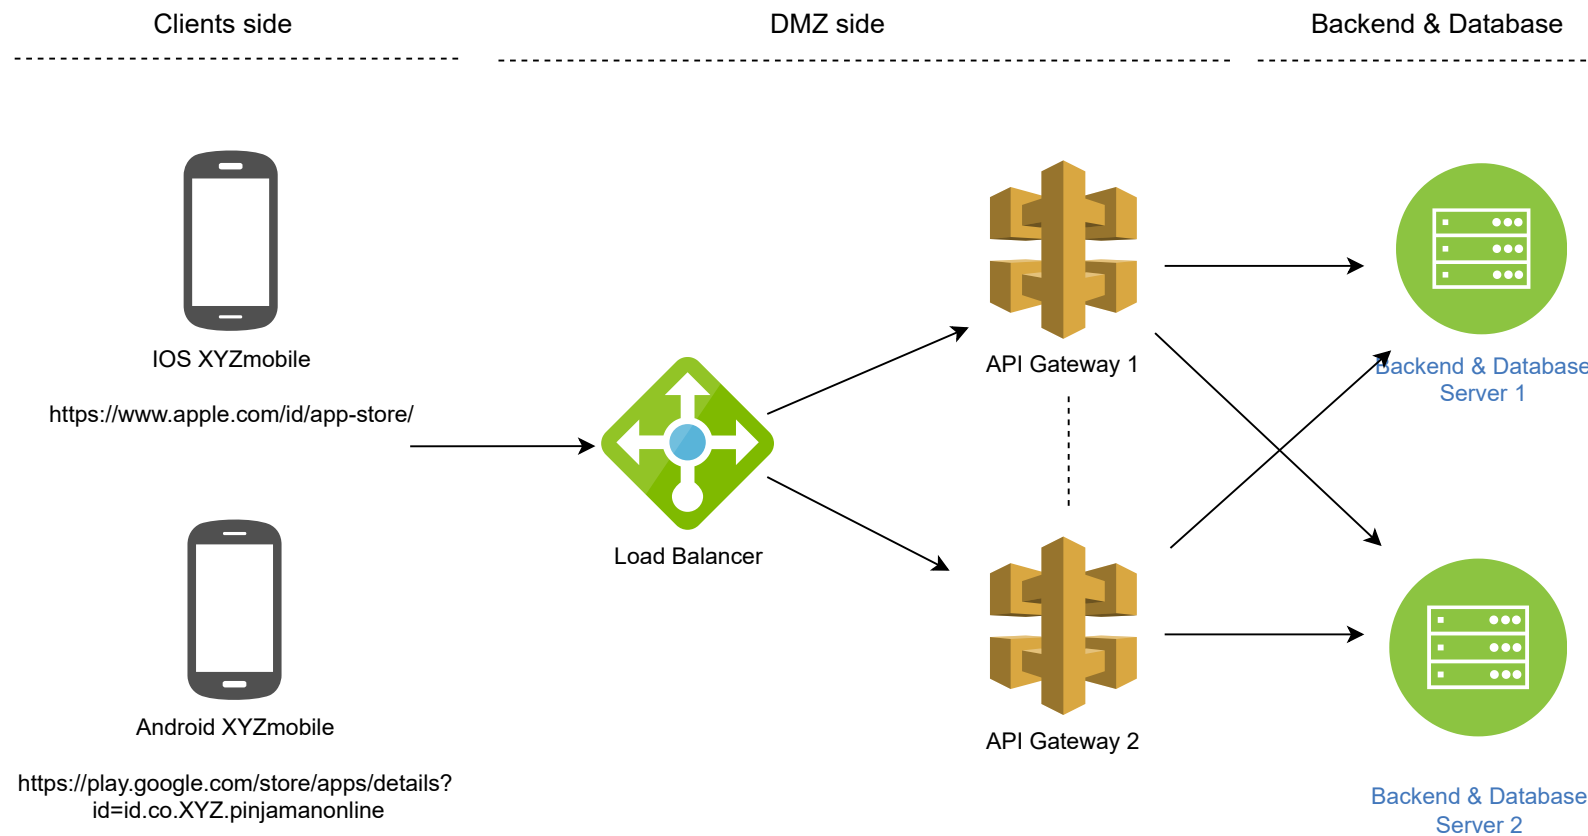 Clients side
DMZ side
Backend & Database
IOS XYZmobile
https://www.apple.com/id/app-store/
Android XYZmobile
https://play.google.com/store/apps/details?
id=id.co.XYZ.pinjamanonline
Load Balancer
API Gateway 1
API Gateway 2
Backend & Database
Server 1
Backend & Database
Server 2